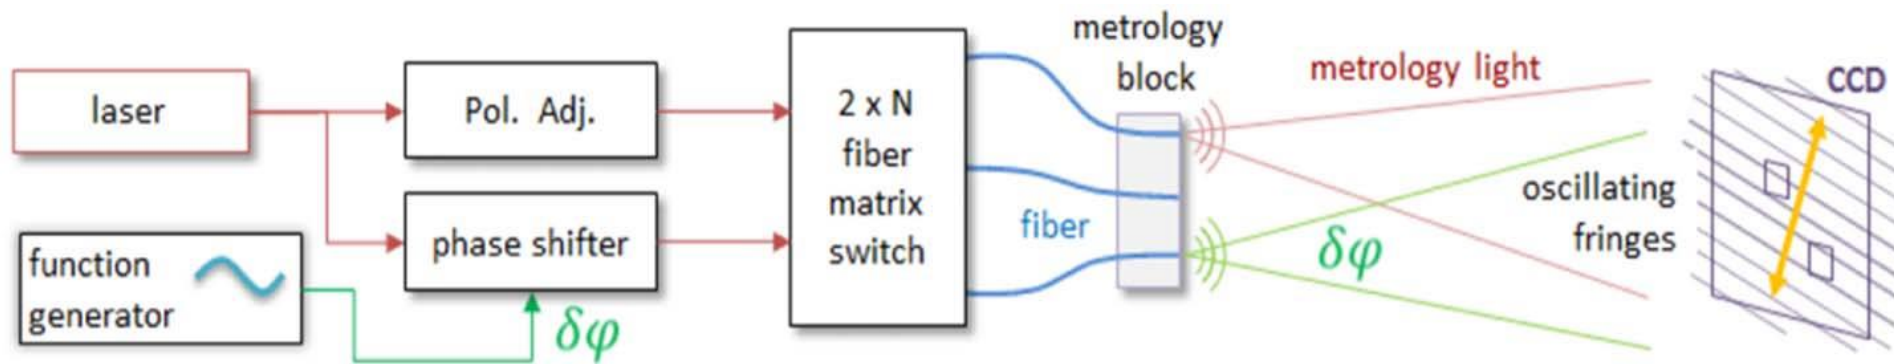 laser
Pol. Adj.
function
generator
phase shifter
δφ
2 x N
fiber
matrix
switch
metrology
block
fiber
metrology light
δφ
oscillating
fringes
CCD